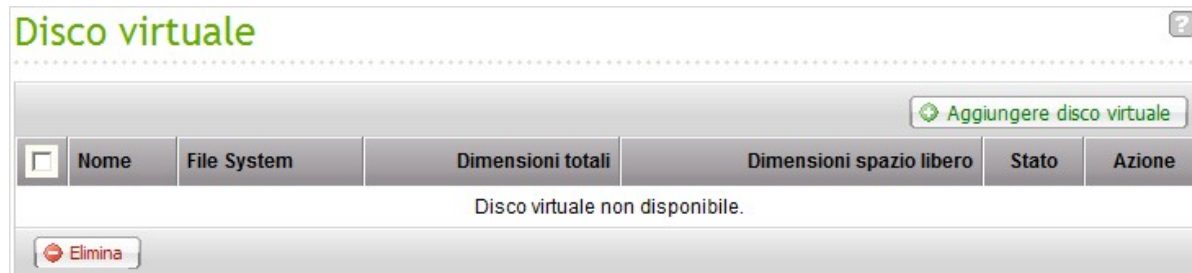 Disco virtuale
?
Aggiungere disco virtuale
Nome File System Dimensioni totali Dimensioni spazio libero Stato Azione
Disco virtuale non disponibile.
Elimina